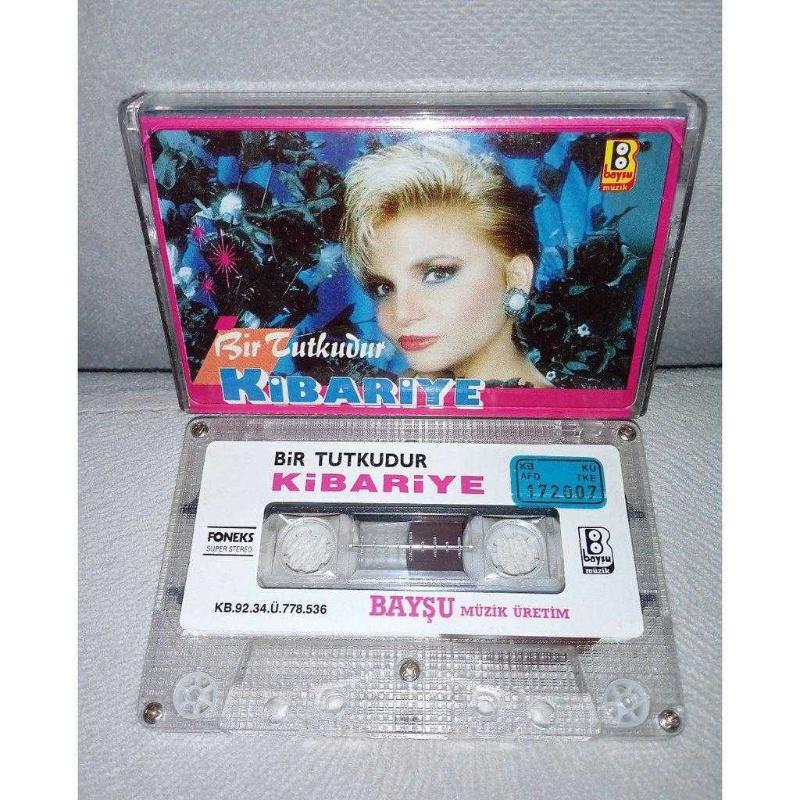 B
baysu
muzik
Bir Tutkudur
KiBARiYE
BiR TUTKUDUR
KiBARiYE
KB KÜ
AFD TKE
172007
FONEKS
SUPER STEREO
B
baysu
müzik
KB.92.34.Ü.778.536
BAYŞU MÜZİK ÜRETİM